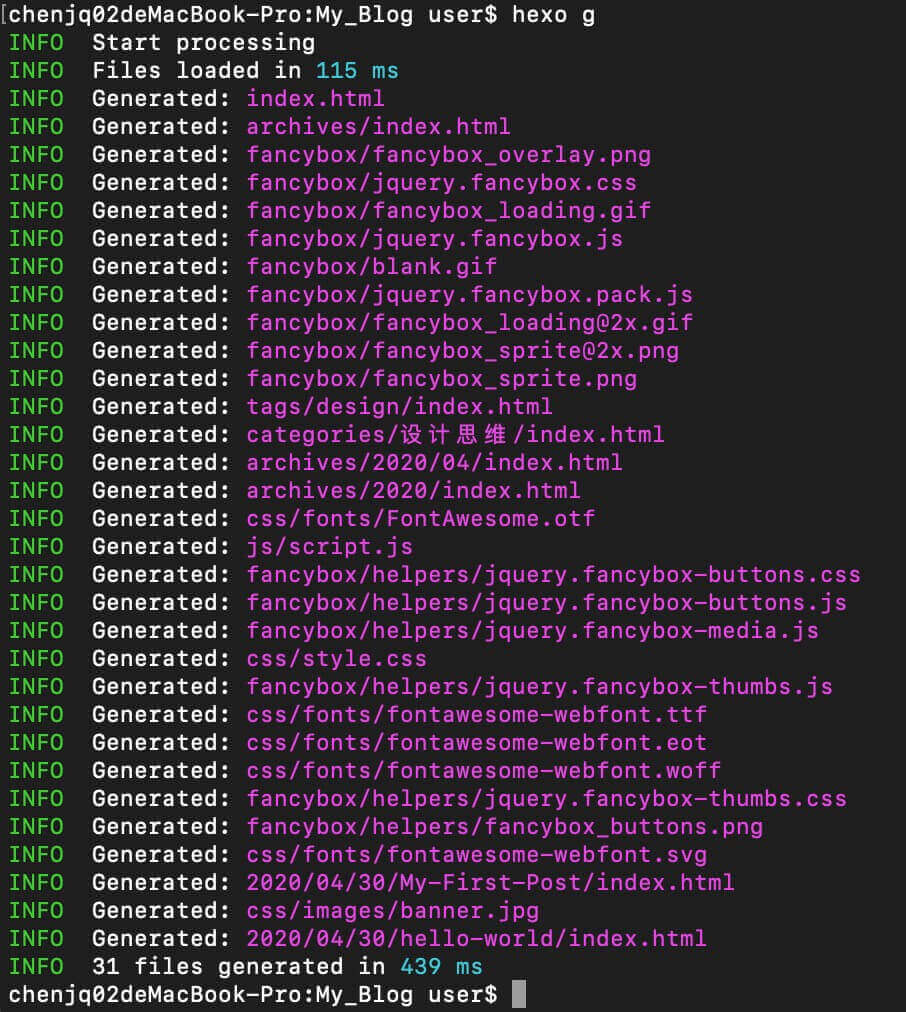 [chenjq02deMacBook-Pro:My_Blog user$ hexo g
INFO  Start processing
INFO  Files loaded in 115 ms
INFO  Generated: index.html
INFO  Generated: archives/index.html
INFO  Generated: fancybox/fancybox_overlay.png
INFO  Generated: fancybox/jquery.fancybox.css
INFO  Generated: fancybox/fancybox_loading.gif
INFO  Generated: fancybox/jquery.fancybox.js
INFO  Generated: fancybox/blank.gif
INFO  Generated: fancybox/jquery.fancybox.pack.js
INFO  Generated: fancybox/fancybox_loading@2x.gif
INFO  Generated: fancybox/fancybox_sprite@2x.png
INFO  Generated: fancybox/fancybox_sprite.png
INFO  Generated: tags/design/index.html
INFO  Generated: categories/设计思维/index.html
INFO  Generated: archives/2020/04/index.html
INFO  Generated: archives/2020/index.html
INFO  Generated: css/fonts/FontAwesome.otf
INFO  Generated: js/script.js
INFO  Generated: fancybox/helpers/jquery.fancybox-buttons.css
INFO  Generated: fancybox/helpers/jquery.fancybox-buttons.js
INFO  Generated: fancybox/helpers/jquery.fancybox-media.js
INFO  Generated: css/style.css
INFO  Generated: fancybox/helpers/jquery.fancybox-thumbs.js
INFO  Generated: css/fonts/fontawesome-webfont.ttf
INFO  Generated: css/fonts/fontawesome-webfont.eot
INFO  Generated: css/fonts/fontawesome-webfont.woff
INFO  Generated: fancybox/helpers/jquery.fancybox-thumbs.css
INFO  Generated: fancybox/helpers/fancybox_buttons.png
INFO  Generated: css/fonts/fontawesome-webfont.svg
INFO  Generated: 2020/04/30/My-First-Post/index.html
INFO  Generated: css/images/banner.jpg
INFO  Generated: 2020/04/30/hello-world/index.html
INFO  31 files generated in 439 ms
chenjq02deMacBook-Pro:My_Blog user$